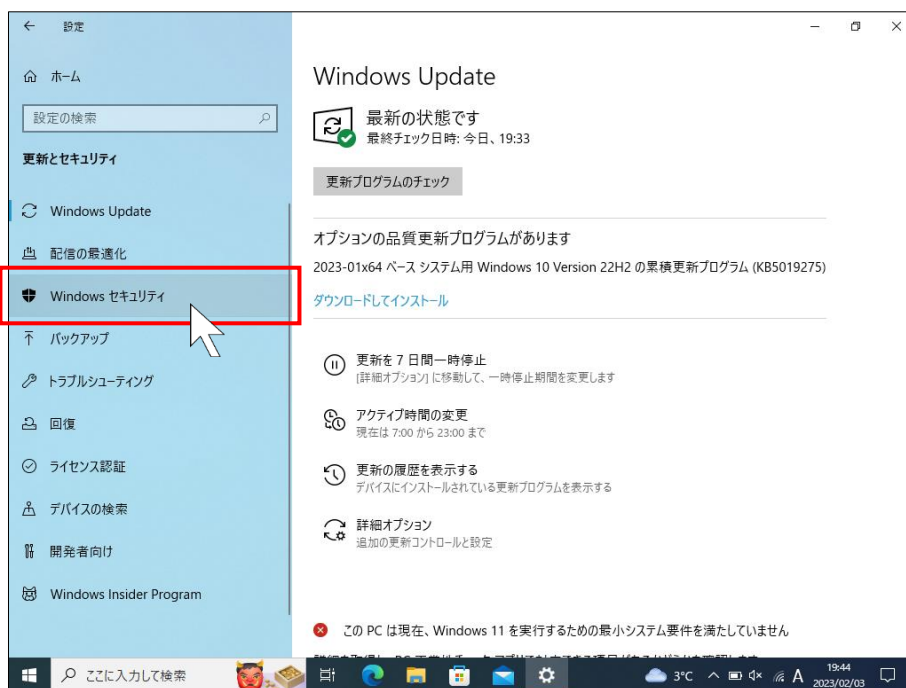 設定
ホーム
設定の検索
更新とセキュリティ
Windows Update
配信の最適化
Windows セキュリティ
バックアップ
トラブルシューティング
回復
ライセンス認証
デバイスの検索
開発者向け
Windows Insider Program
Windows Update
最新の状態です
最終チェック日時: 今日、19:33
更新プログラムのチェック
オプションの品質更新プログラムがあります
2023-01x64 ベース システム用 Windows 10 Version 22H2 の累積更新プログラム (KB5019275)
ダウンロードしてインストール
更新を 7 日間一時停止
[詳細オプション] に移動して、一時停止期間を変更します
アクティブ時間の変更
現在は 7:00 から 23:00 まで
更新の履歴を表示する
デバイスにインストールされている更新プログラムを表示する
詳細オプション
追加の更新コントロールと設定
この PC は現在、Windows 11 を実行するための最小システム要件を満たしていません
ここに入力して検索
3°C
A
19:44
2023/02/03